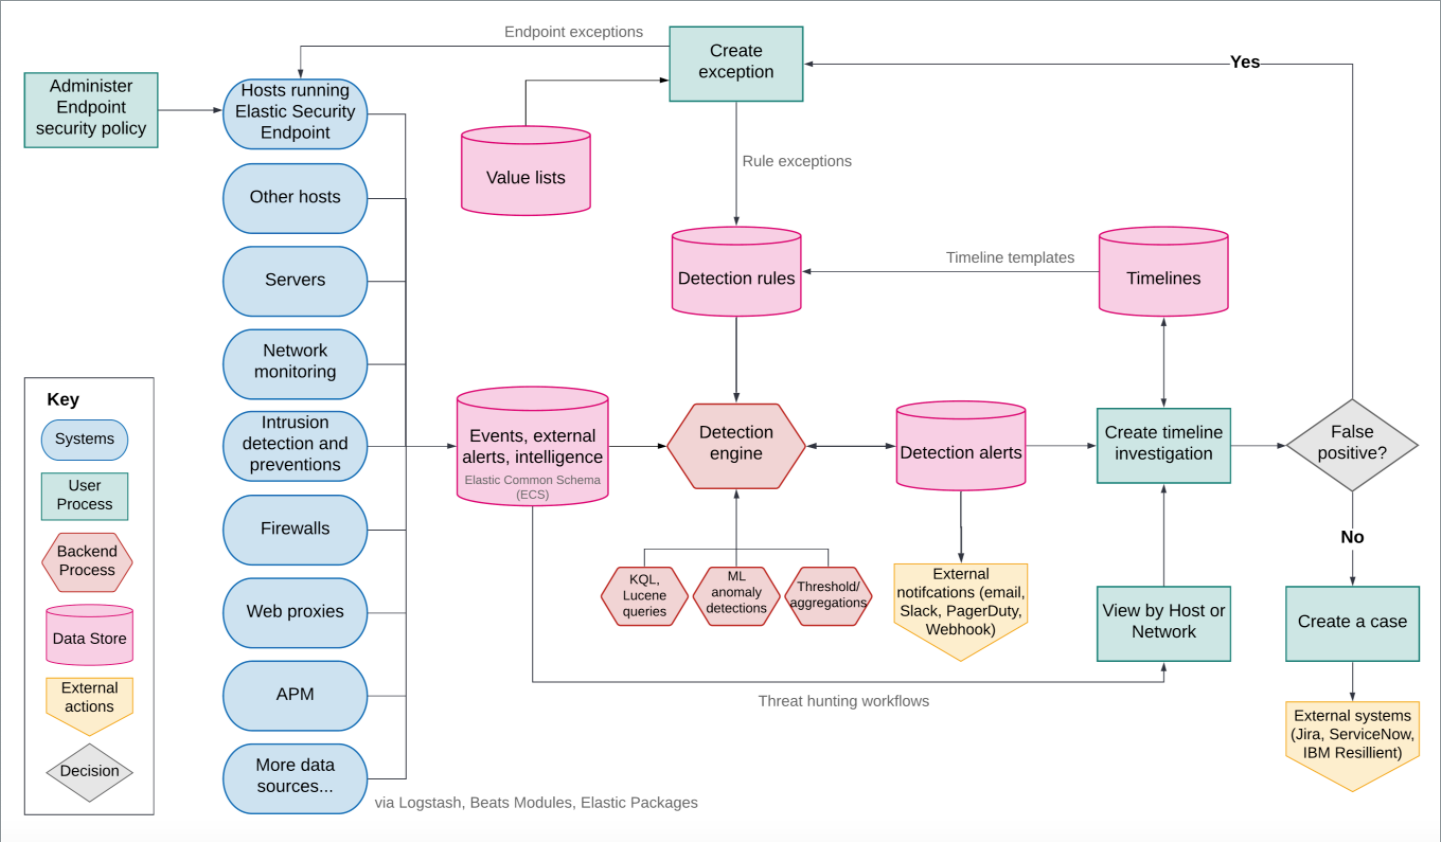 Endpoint exceptions
Create
exception
Yes
Administer
Endpoint
security policy
Hosts running
Elastic Security
Endpoint
Value lists
Rule exceptions
Other hosts
Servers
Detection rules
Timeline templates
Timelines
Network
monitoring
Key
Systems
User
Process
Backend
Process
Data Store
External
actions
Decision
Intrusion
detection and
preventions
Events, external
alerts, intelligence
Elastic Common Schema
(ECS)
Detection
engine
Detection alerts
Create timeline
investigation
False
positive?
No
Firewalls
KQL,
Lucene
queries
ML
anomaly
detections
Threshold/
aggregations
External
notifcations (email,
Slack, PagerDuty,
Webhook)
View by Host or
Network
Create a case
Web proxies
APM
Threat hunting workflows
External systems
(Jira, ServiceNow,
IBM Resillient)
More data
sources...
via Logstash, Beats Modules, Elastic Packages